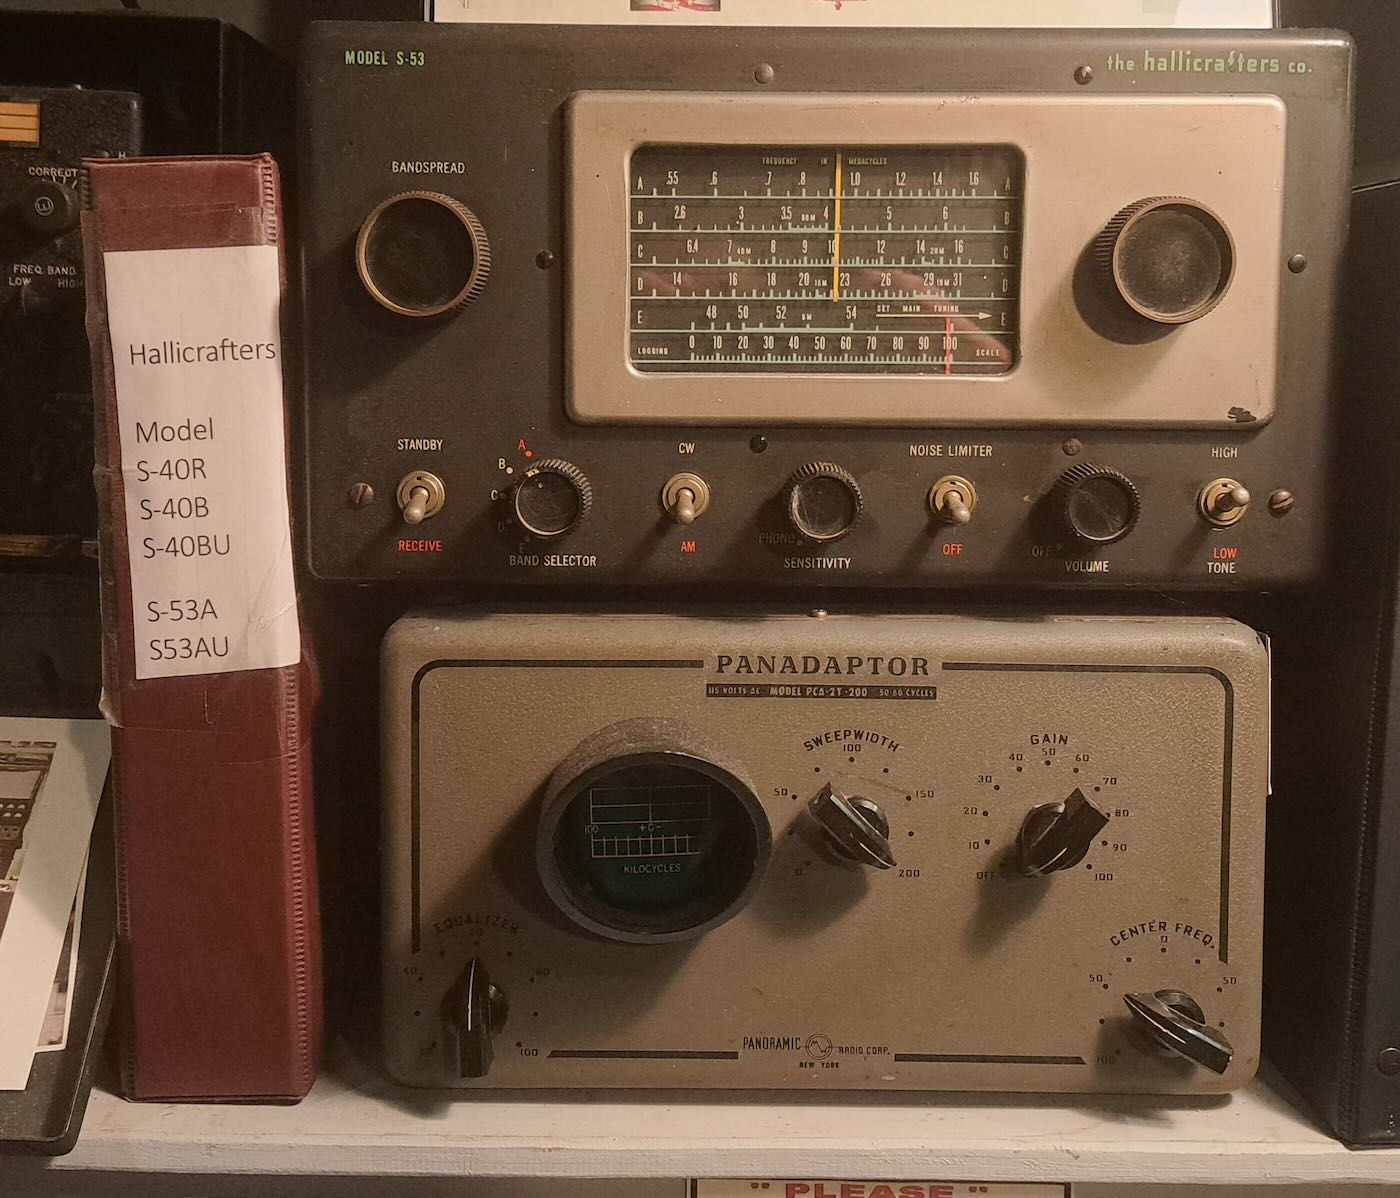 MODEL S-53
the hallicrafters co.
BANDSPREAD
FREQUENCY IN MEGACYCLES
A .55 .6 .7 .8 1.0 1.2 1.4 1.6 A
B 2.6 3 3.5 80M 4 5 6 B
C 6.4 7 40M 8 9 10 12 14 20M 16 C
D 14 16 18 20 15M 23 26 29 10M 31 D
E 48 50 52 6M 54 SET MAIN TUNING E
LOGGING 0 10 20 30 40 50 60 70 80 90 100 SCALE
STANDBY
RECEIVE
A
B
C
D
E
BAND SELECTOR
CW
AM
PHONO
SENSITIVITY
NOISE LIMITER
OFF
OFF
VOLUME
HIGH
LOW
TONE
CORRECT
FREQ BAND
LOW HIGH
Hallicrafters
Model
S-40R
S-40B
S-40BU
S-53A
S53AU
PANADAPTOR
115 VOLTS AC MODEL PCA-2T-200 50/60 CYCLES
100 + 0 -
KILOCYCLES
SWEEPWIDTH
0 50 100 150 200
GAIN
OFF 10 20 30 40 50 60 70 80 90 100
EQUALIZER
40 60 80 100
CENTER FREQ.
100 50 0 50
PANORAMIC RADIO CORP.
NEW YORK
" PLEASE "